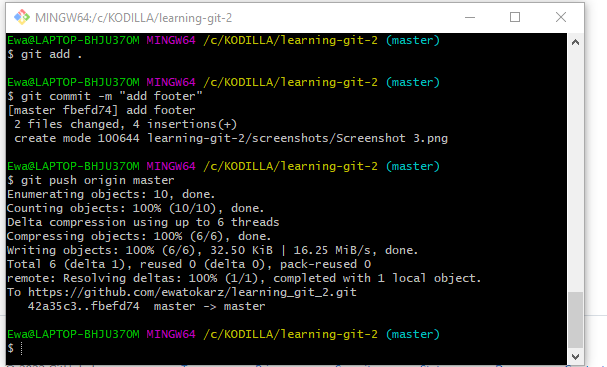 MINGW64:/c/KODILLA/learning-git-2
Ewa@LAPTOP-BHJU37OM MINGW64 /c/KODILLA/learning-git-2 (master)
$ git add .
Ewa@LAPTOP-BHJU37OM MINGW64 /c/KODILLA/learning-git-2 (master)
$ git commit -m "add footer"
[master fbefd74] add footer
 2 files changed, 4 insertions(+)
 create mode 100644 learning-git-2/screenshots/Screenshot 3.png
Ewa@LAPTOP-BHJU37OM MINGW64 /c/KODILLA/learning-git-2 (master)
$ git push origin master
Enumerating objects: 10, done.
Counting objects: 100% (10/10), done.
Delta compression using up to 6 threads
Compressing objects: 100% (6/6), done.
Writing objects: 100% (6/6), 32.50 KiB | 16.25 MiB/s, done.
Total 6 (delta 1), reused 0 (delta 0), pack-reused 0
remote: Resolving deltas: 100% (1/1), completed with 1 local object.
To https://github.com/ewatokarz/learning_git_2.git
   42a35c3..fbefd74  master -> master
Ewa@LAPTOP-BHJU37OM MINGW64 /c/KODILLA/learning-git-2 (master)
$